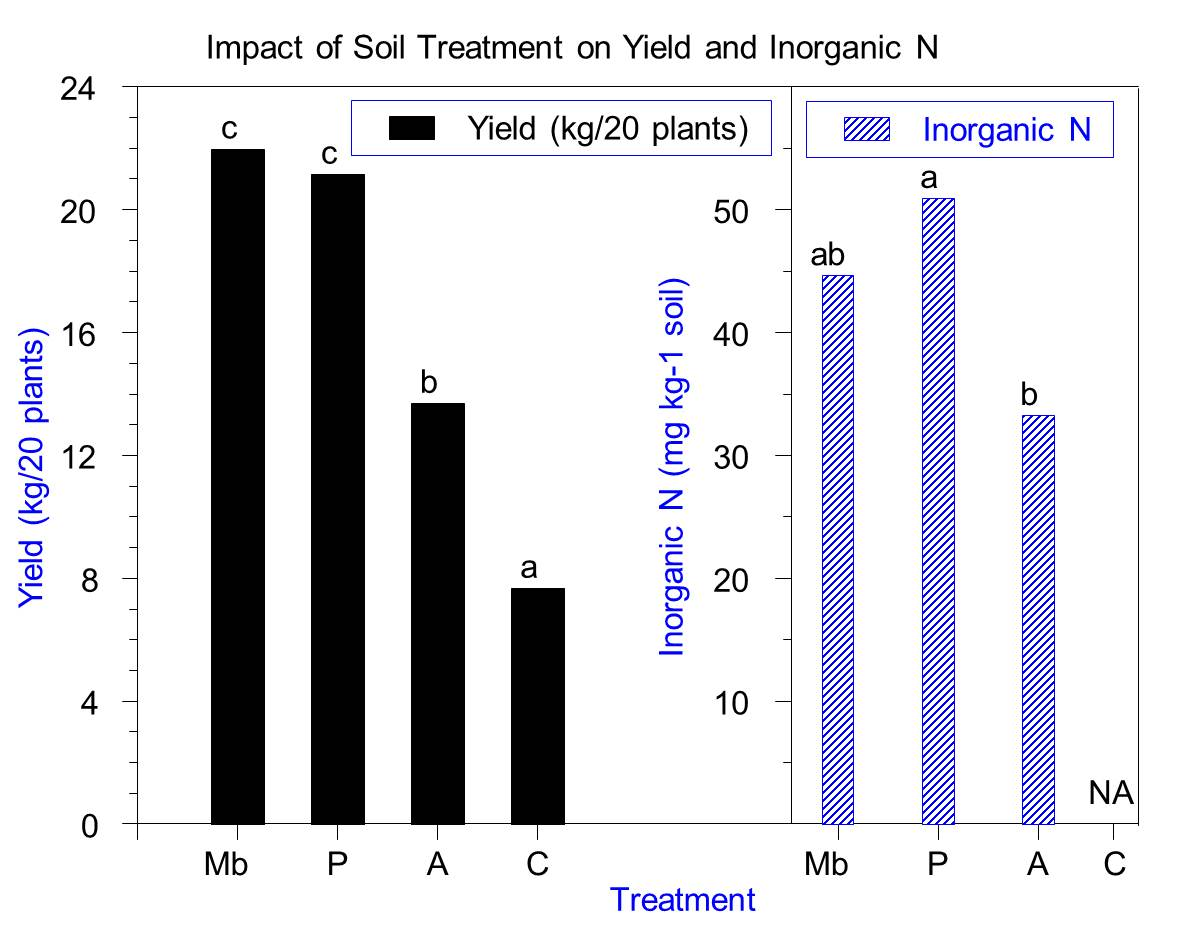 Impact of Soil Treatment on Yield and Inorganic N
Yield (kg/20 plants)
Inorganic N
24
20
16
12
8
4
0
Yield (kg/20 plants)
c
c
b
a
Mb P A C
50
40
30
20
10
Inorganic N (mg kg-1 soil)
ab
a
b
NA
Mb P A C
Treatment